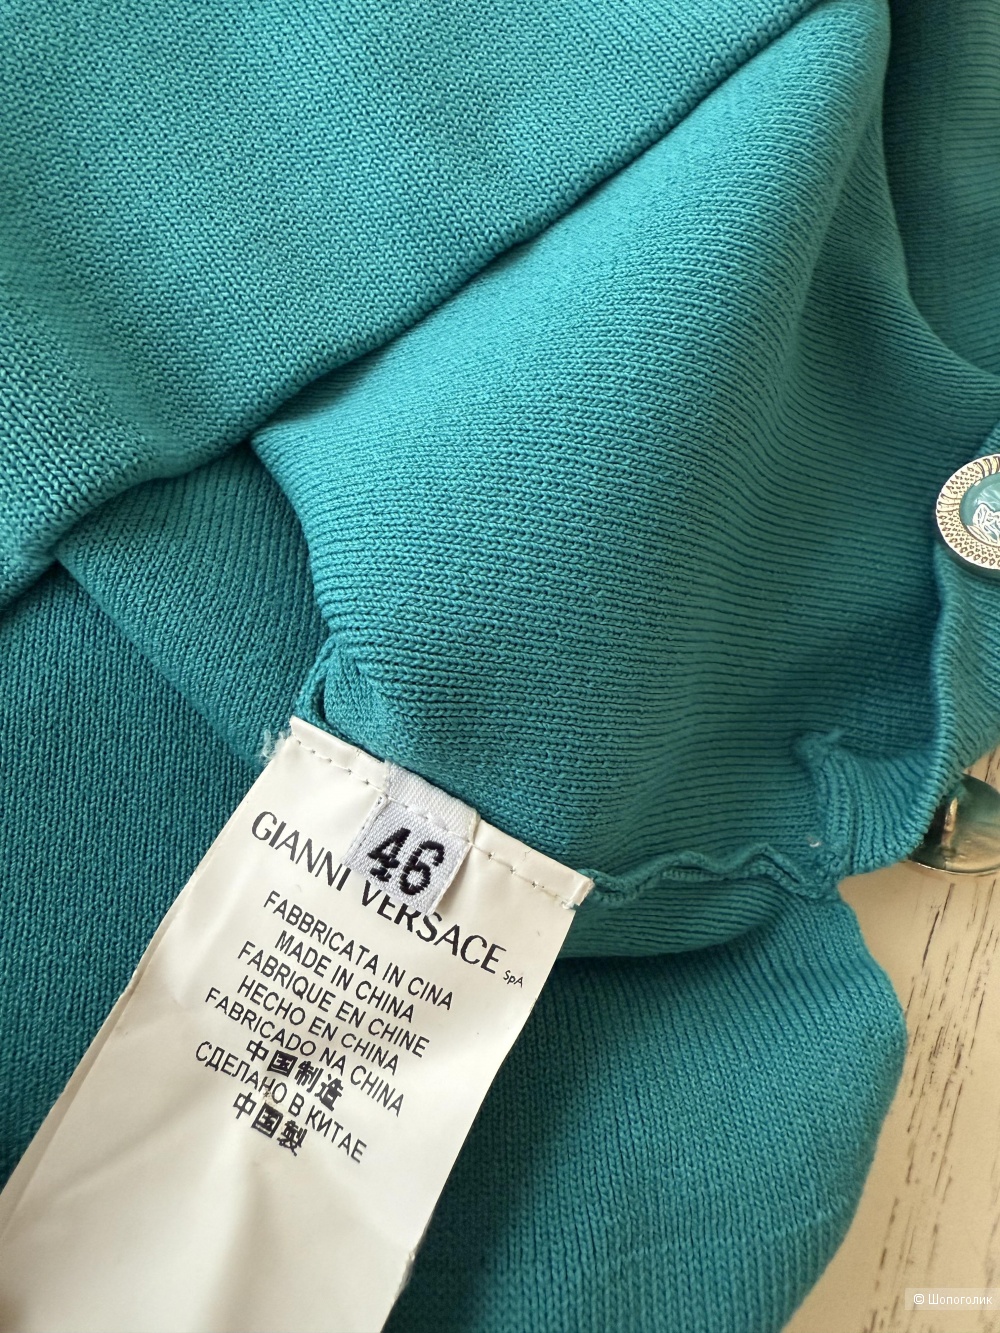 46
GIANNI VERSACE SpA
FABBRICATA IN CINA
MADE IN CHINA
FABRIQUE EN CHINE
HECHO EN CHINA
FABRICADO NA CHINA
中国制造
СДЕЛАНО В КИТАЕ
中国製
© Шопоголик